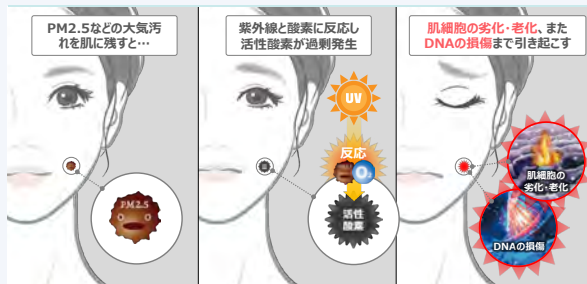 PM2.5などの大気汚
れを肌に残すと…
PM2.5
紫外線と酸素に反応し
活性酸素が過剰発生
UV
反応
O₂
活性
酸素
肌細胞の劣化・老化、また
DNAの損傷まで引き起こす
肌細胞の
劣化・老化
DNAの損傷